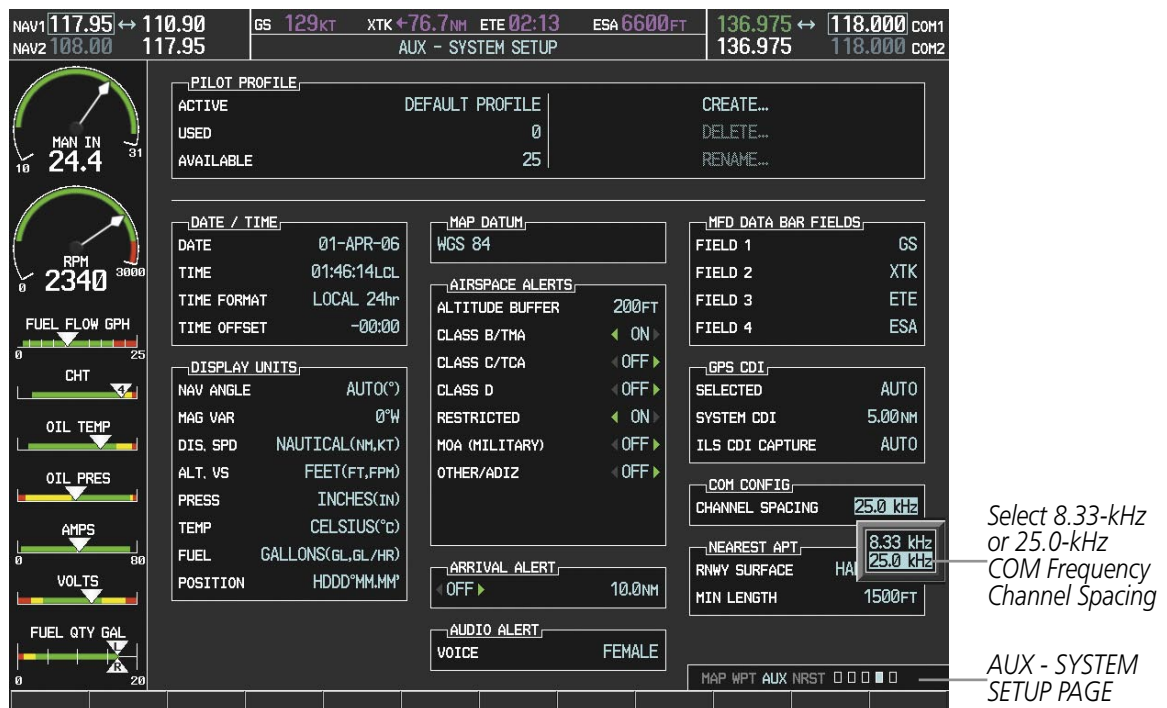 NAV1 117.95 ↔ 110.90
NAV2 108.00 117.95
GS 129KT XTK ←76.7NM ETE 02:13 ESA 6600FT
AUX - SYSTEM SETUP
136.975 ↔ 118.000 COM1
136.975 118.000 COM2
MAN IN
24.4
10 31
RPM
2340
0 3000
FUEL FLOW GPH
0 25
CHT
4
OIL TEMP
OIL PRES
AMPS
0 80
VOLTS
FUEL QTY GAL
L
R
0 20
PILOT PROFILE
ACTIVE DEFAULT PROFILE
USED 0
AVAILABLE 25
CREATE...
DELETE...
RENAME...
DATE / TIME
DATE 01-APR-06
TIME 01:46:14LCL
TIME FORMAT LOCAL 24hr
TIME OFFSET -00:00
DISPLAY UNITS
NAV ANGLE AUTO(°)
MAG VAR 0°W
DIS, SPD NAUTICAL(NM,KT)
ALT, VS FEET(FT,FPM)
PRESS INCHES(IN)
TEMP CELSIUS(°C)
FUEL GALLONS(GL,GL/HR)
POSITION HDDD°MM.MM'
MAP DATUM
WGS 84
AIRSPACE ALERTS
ALTITUDE BUFFER 200FT
CLASS B/TMA ON
CLASS C/TCA OFF
CLASS D OFF
RESTRICTED ON
MOA (MILITARY) OFF
OTHER/ADIZ OFF
ARRIVAL ALERT
OFF 10.0NM
AUDIO ALERT
VOICE FEMALE
MFD DATA BAR FIELDS
FIELD 1 GS
FIELD 2 XTK
FIELD 3 ETE
FIELD 4 ESA
GPS CDI
SELECTED AUTO
SYSTEM CDI 5.00NM
ILS CDI CAPTURE AUTO
COM CONFIG
CHANNEL SPACING 25.0 kHz
8.33 kHz
25.0 kHz
NEAREST APT
RNWY SURFACE HA
MIN LENGTH 1500FT
MAP WPT AUX NRST
Select 8.33-kHz
or 25.0-kHz
COM Frequency
Channel Spacing
AUX - SYSTEM
SETUP PAGE